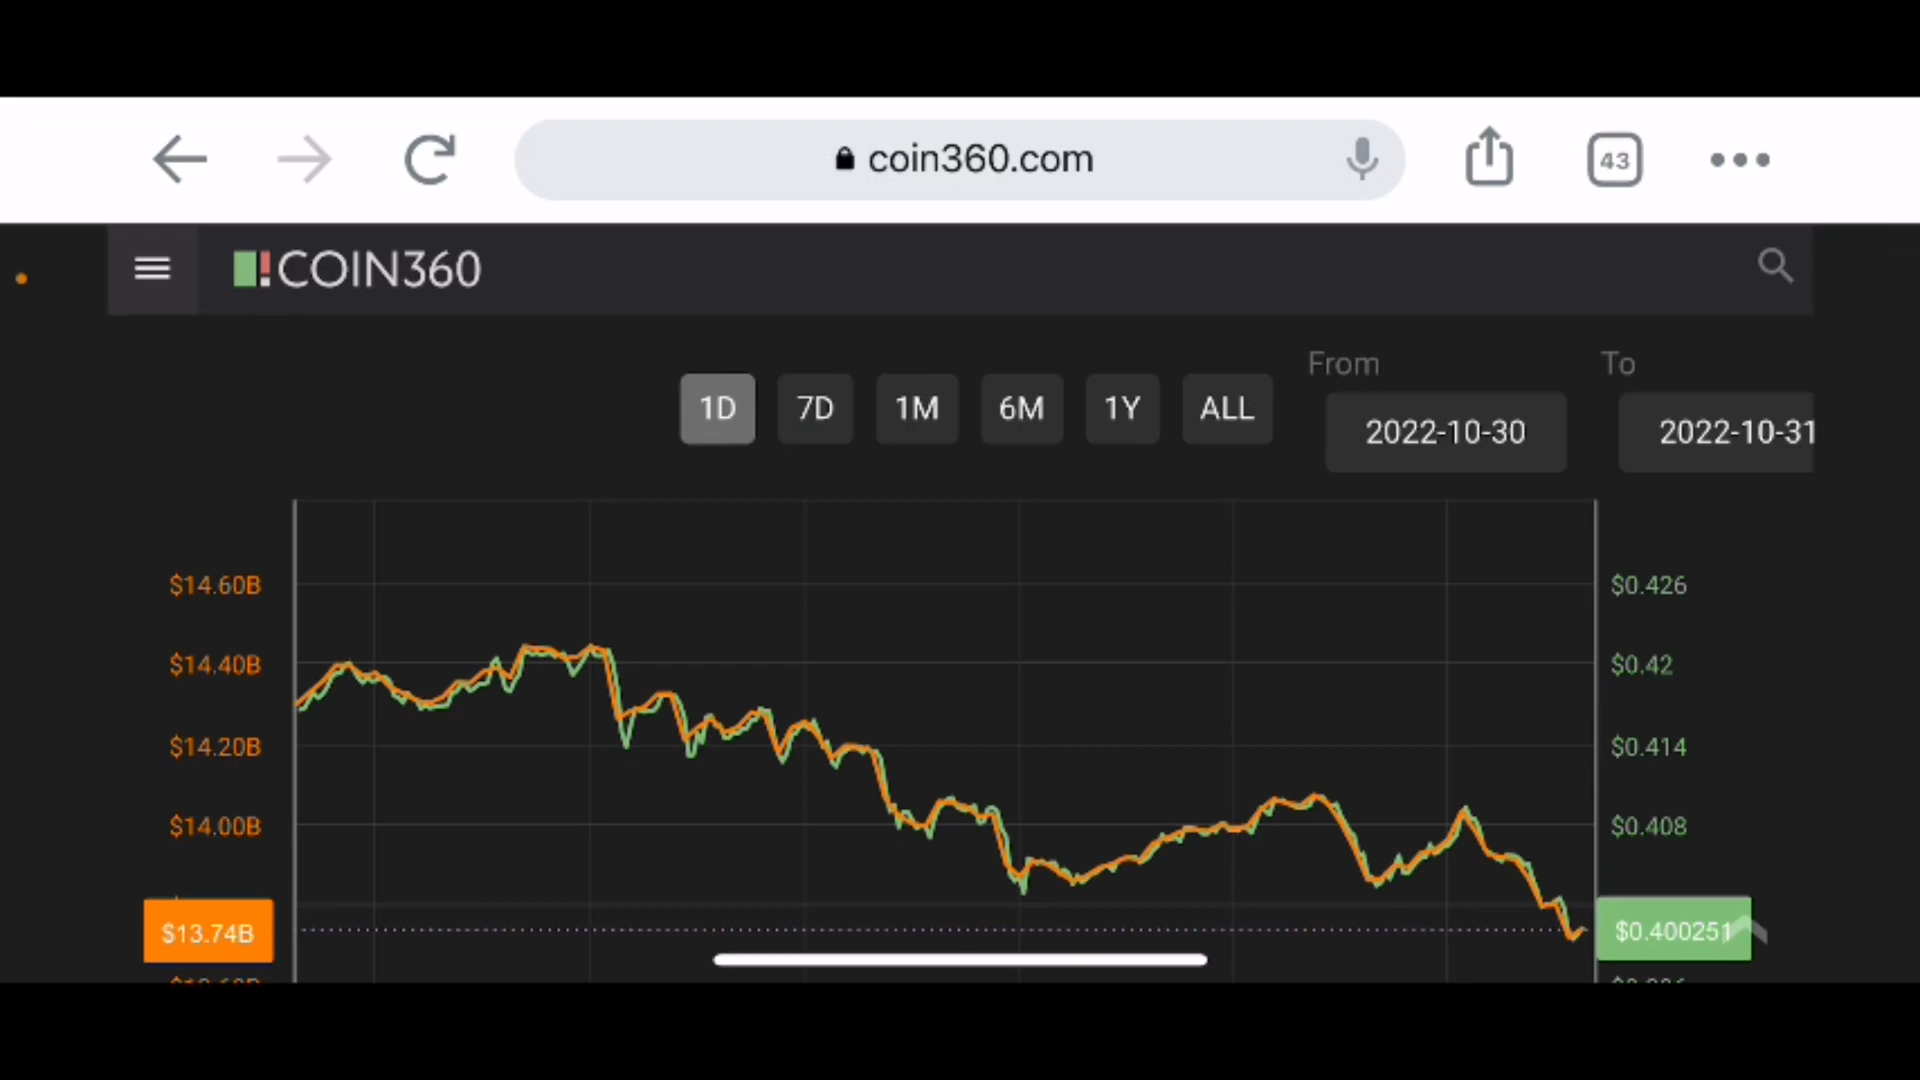 coin360.com
43
COIN360
From
To
1D 7D 1M 6M 1Y ALL
2022-10-30
2022-10-31
$14.60B
$0.426
$14.40B
$0.42
$14.20B
$0.414
$14.00B
$0.408
$13.74B
$0.400251